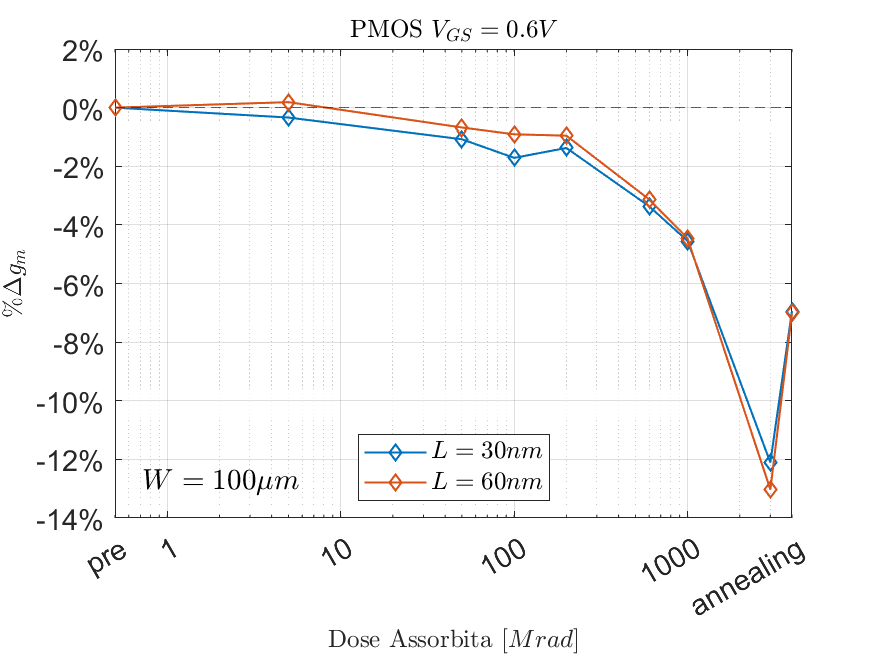 PMOS V_GS = 0.6V
2%
0%
-2%
-4%
-6%
-8%
-10%
-12%
-14%
%Δg_m
W = 100μm
L = 30nm
L = 60nm
pre 1 10 100 1000 annealing
Dose Assorbita [Mrad]